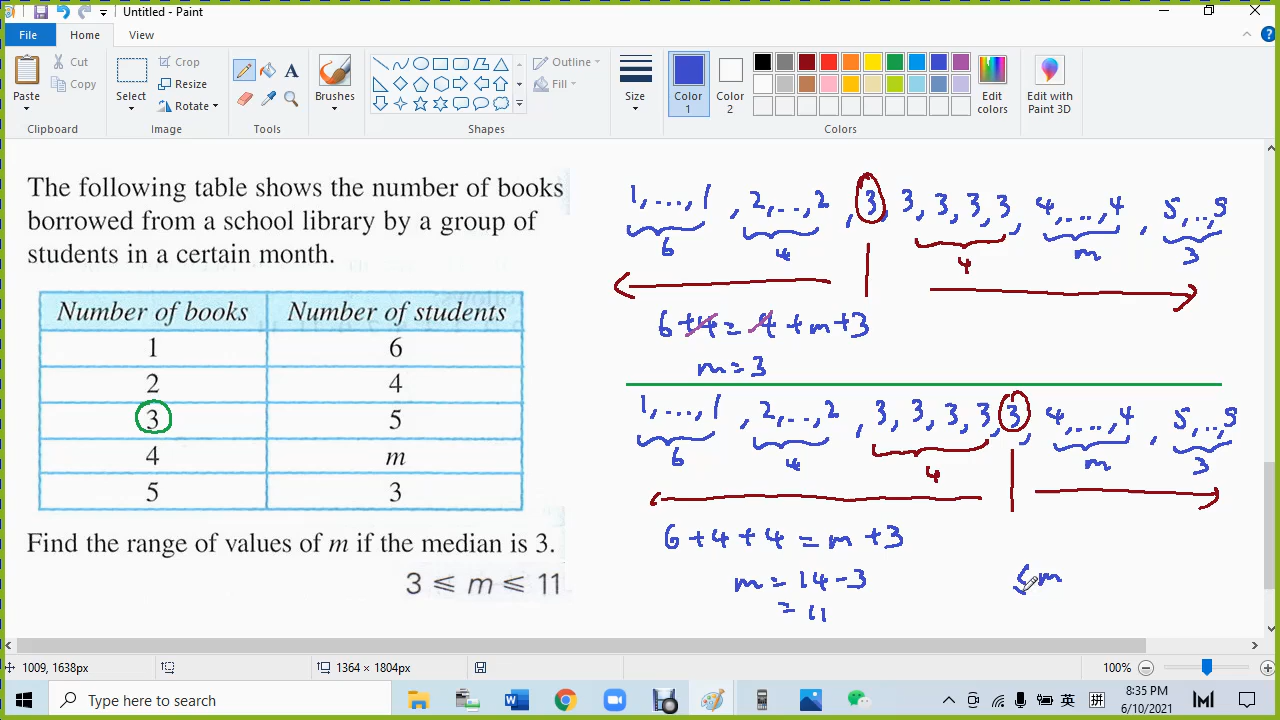 Untitled - Paint
File
Home
View
Paste
Cut
Copy
Clipboard
Select
Crop
Resize
Rotate
Image
A
Tools
Brushes
Outline
Fill
Shapes
Size
Color 1
Color 2
Edit colors
Colors
Edit with Paint 3D
The following table shows the number of books
borrowed from a school library by a group of
students in a certain month.
Number of books Number of students
1 6
2 4
3 5
4 m
5 3
Find the range of values of m if the median is 3.
3 ⩽ m ⩽ 11
1,...,1 , 2,..,2 , 3, 3, 3, 3, 3, 4,...,4 , 5,..,5
6 4 4 m 3
6+4= 4 +m+3
m=3
1,...,1 , 2,..,2 , 3, 3, 3, 3, 3, 4,...,4 , 5,..,5
6 4 4 m 3
6+4+4 = m+3
m = 14-3
= 11
≤ m
1009, 1638px
1364 × 1804px
100%
Type here to search
英
拼
8:35 PM
6/10/2021